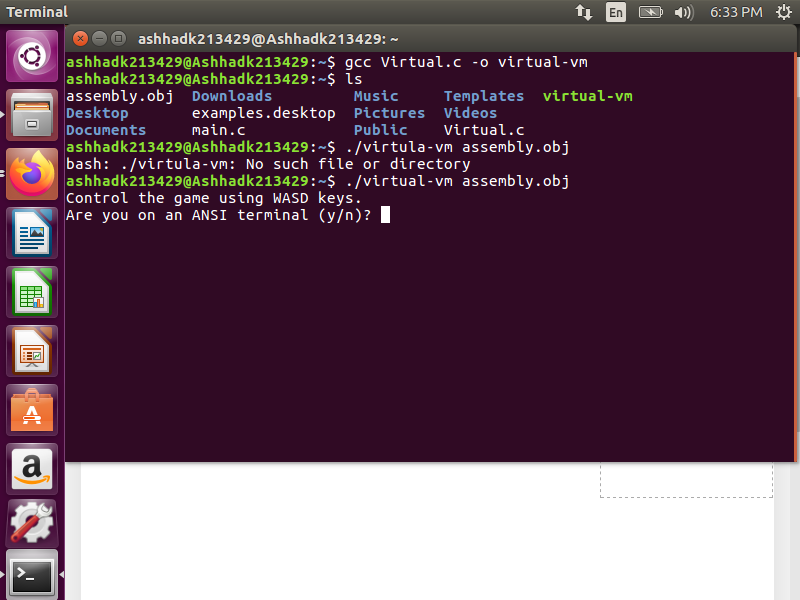 Terminal En 6:33 PM
ashhadk213429@Ashhadk213429: ~
ashhadk213429@Ashhadk213429:~$ gcc Virtual.c -o virtual-vm
ashhadk213429@Ashhadk213429:~$ ls
assembly.obj Downloads Music Templates virtual-vm
Desktop examples.desktop Pictures Videos
Documents main.c Public Virtual.c
ashhadk213429@Ashhadk213429:~$ ./virtula-vm assembly.obj
bash: ./virtula-vm: No such file or directory
ashhadk213429@Ashhadk213429:~$ ./virtual-vm assembly.obj
Control the game using WASD keys.
Are you on an ANSI terminal (y/n)?